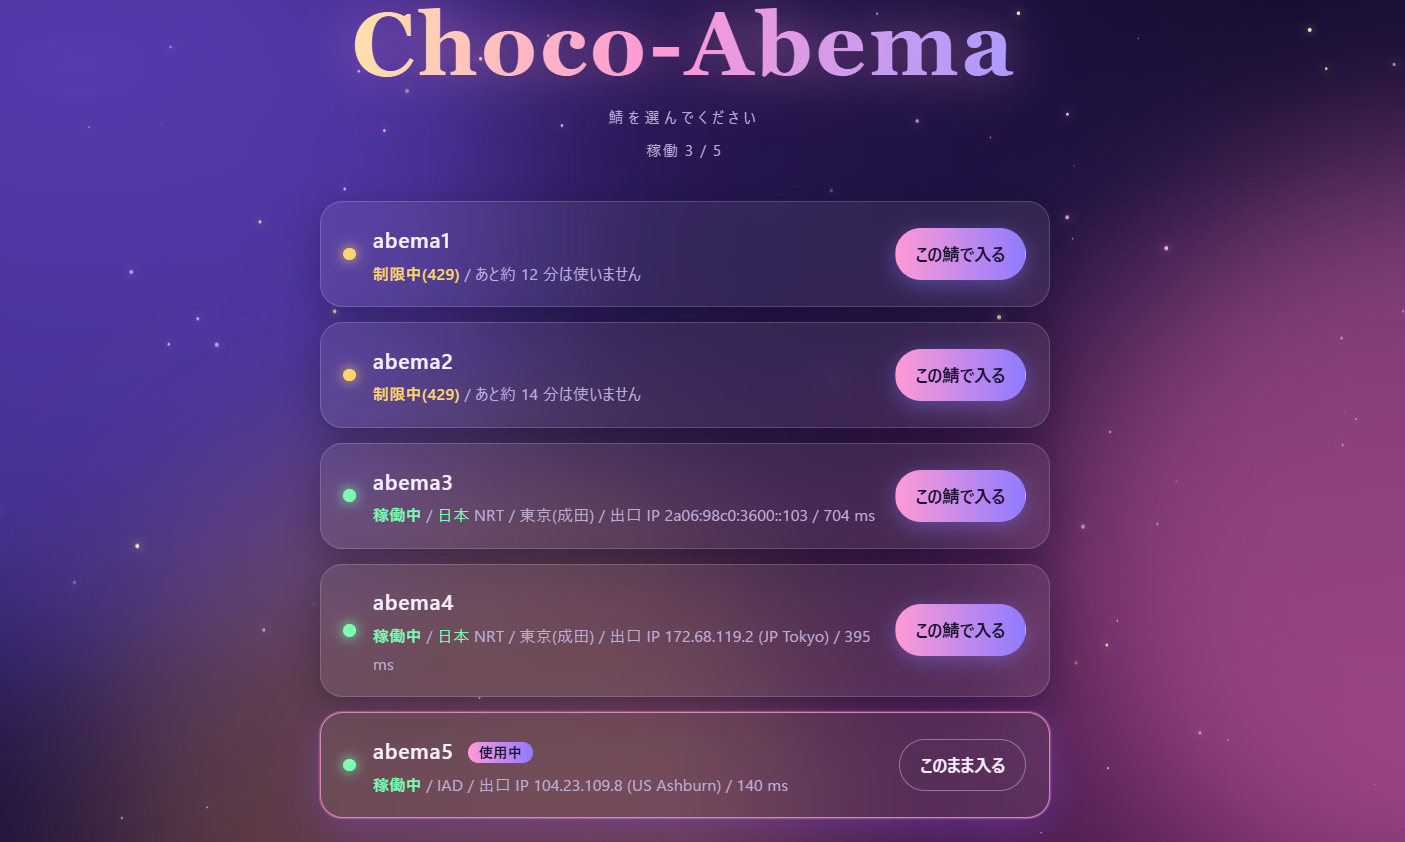 Choco-Abema
鯖を選んでください
稼働 3 / 5
abema1
制限中(429) / あと約 12 分は使いません
この鯖で入る
abema2
制限中(429) / あと約 14 分は使いません
この鯖で入る
abema3
稼働中 / 日本 NRT / 東京(成田) / 出口 IP 2a06:98c0:3600::103 / 704 ms
この鯖で入る
abema4
稼働中 / 日本 NRT / 東京(成田) / 出口 IP 172.68.119.2 (JP Tokyo) / 395
ms
この鯖で入る
abema5 使用中
稼働中 / IAD / 出口 IP 104.23.109.8 (US Ashburn) / 140 ms
このまま入る